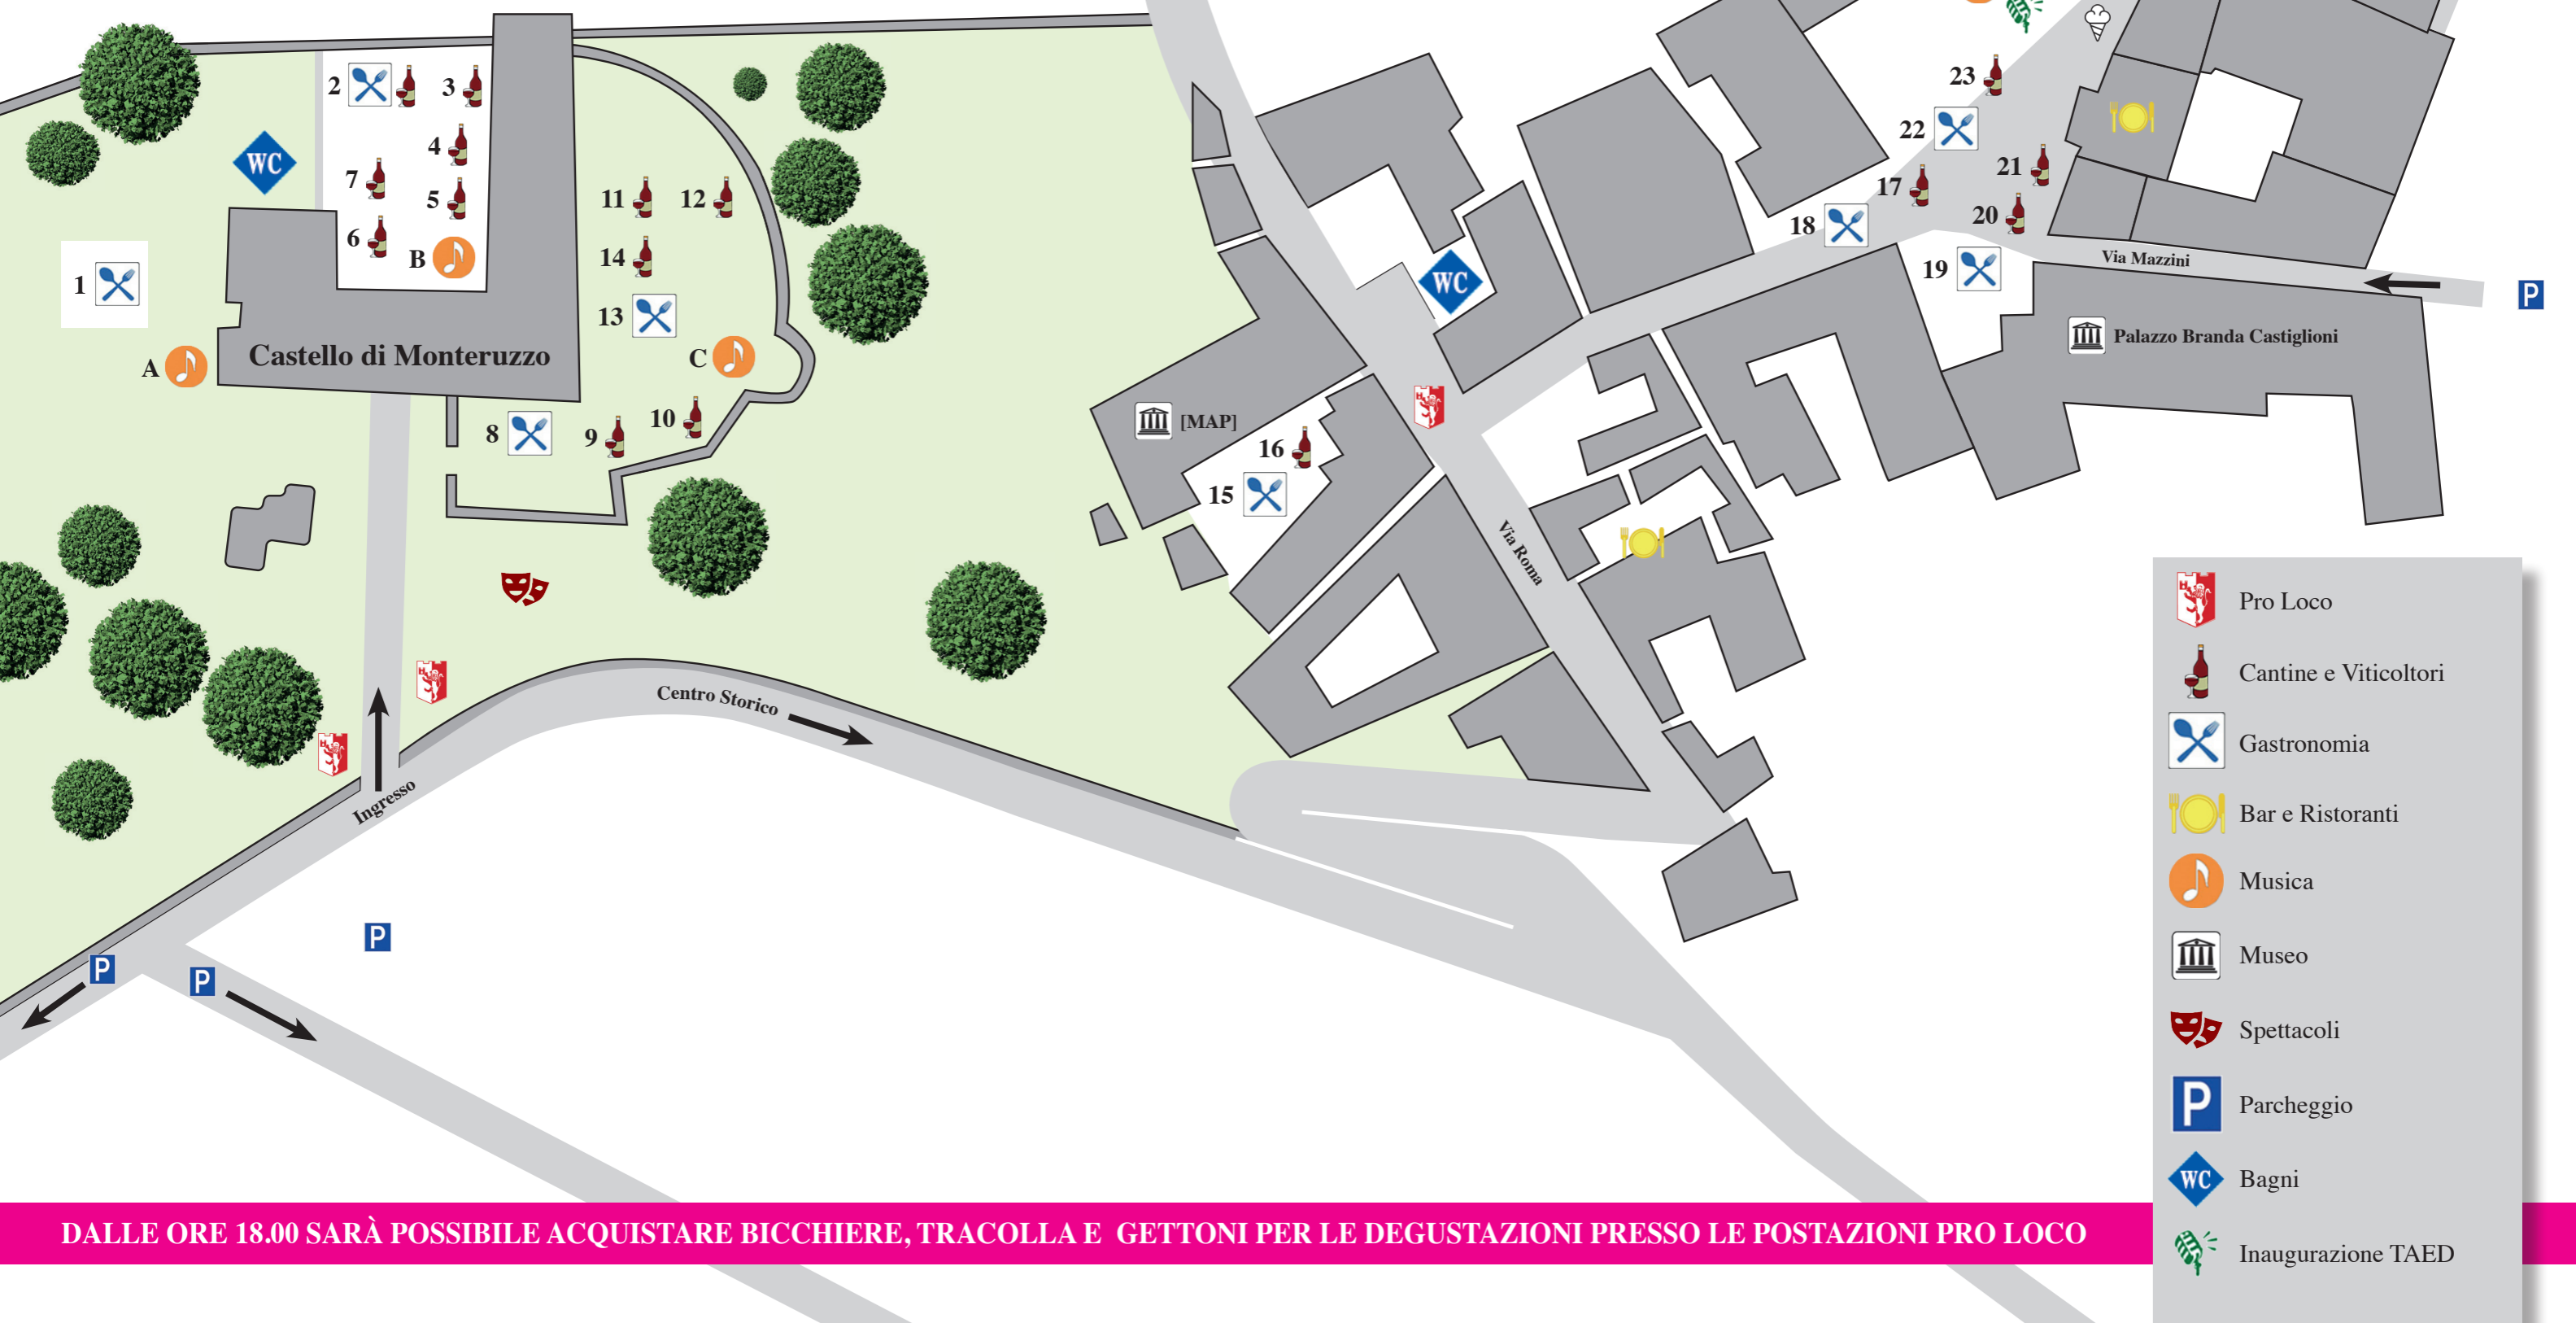 2
3
4
7
5
6
B
WC
1
A
Castello di Monteruzzo
11
12
14
13
C
8
9
10
23
22
21
17
20
18
19
Via Mazzini
P
WC
Palazzo Branda Castiglioni
[MAP]
16
15
Via Roma
Centro Storico
Ingresso
P
P
P
Pro Loco
Cantine e Viticoltori
Gastronomia
Bar e Ristoranti
Musica
Museo
Spettacoli
P Parcheggio
WC Bagni
Inaugurazione TAED
DALLE ORE 18.00 SARÀ POSSIBILE ACQUISTARE BICCHIERE, TRACOLLA E GETTONI PER LE DEGUSTAZIONI PRESSO LE POSTAZIONI PRO LOCO